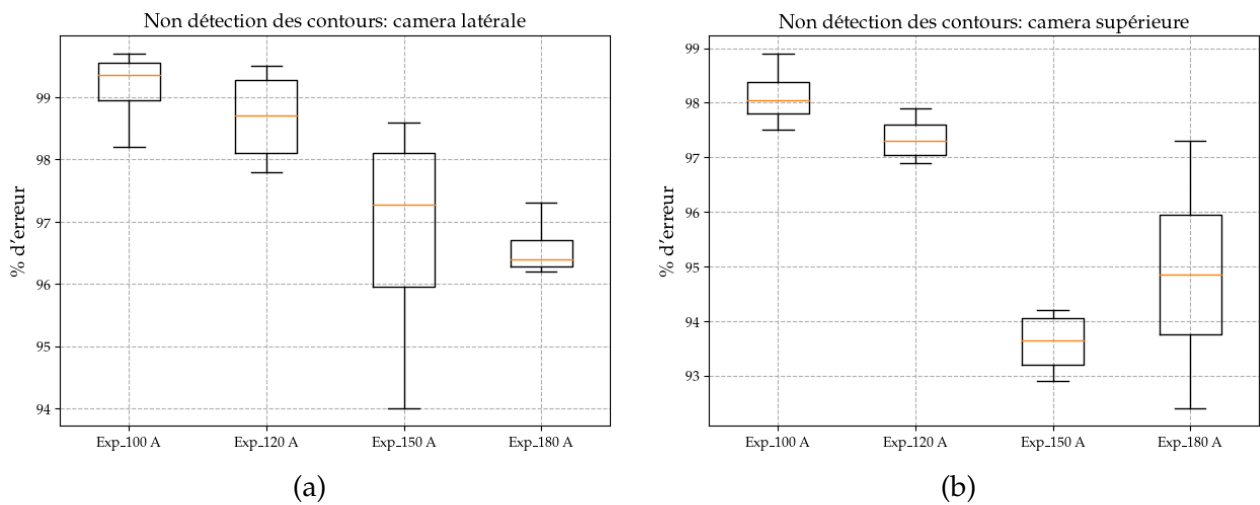 Non détection des contours: camera latérale
% d'erreur
99
98
97
96
95
94
Exp_100 A Exp_120 A Exp_150 A Exp_180 A
(a)
Non détection des contours: camera supérieure
% d'erreur
99
98
97
96
95
94
93
Exp_100 A Exp_120 A Exp_150 A Exp_180 A
(b)